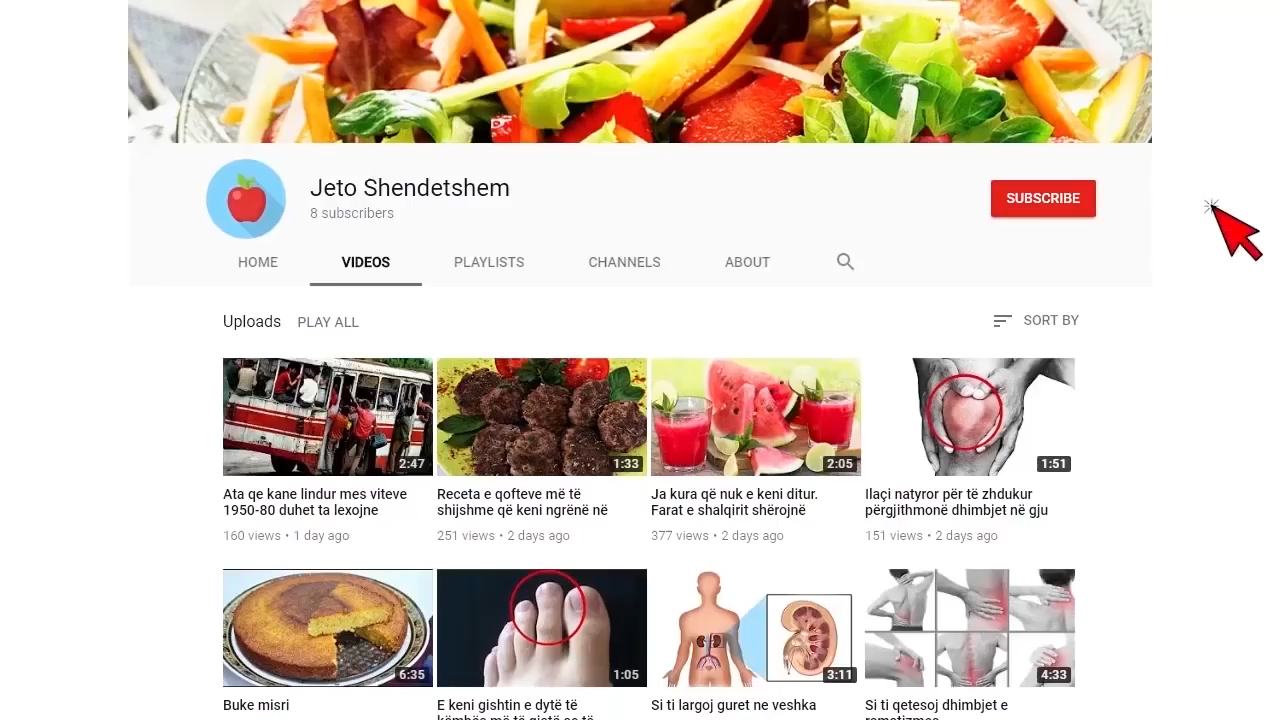 Jeto Shendetshem
8 subscribers
SUBSCRIBE
HOME VIDEOS PLAYLISTS CHANNELS ABOUT
Uploads PLAY ALL
SORT BY
2:47
1:33
2:05
1:51
Ata qe kane lindur mes viteve
1950-80 duhet ta lexojne
160 views • 1 day ago
Receta e qofteve më të
shijshme që keni ngrënë në
251 views • 2 days ago
Ja kura që nuk e keni ditur.
Farat e shalqirit shërojnë
377 views • 2 days ago
Ilaçi natyror për të zhdukur
përgjithmonë dhimbjet në gju
151 views • 2 days ago
6:35
1:05
3:11
4:33
Buke misri
E keni gishtin e dytë të
Si ti largoj guret ne veshka
Si ti qetesoj dhimbjet e